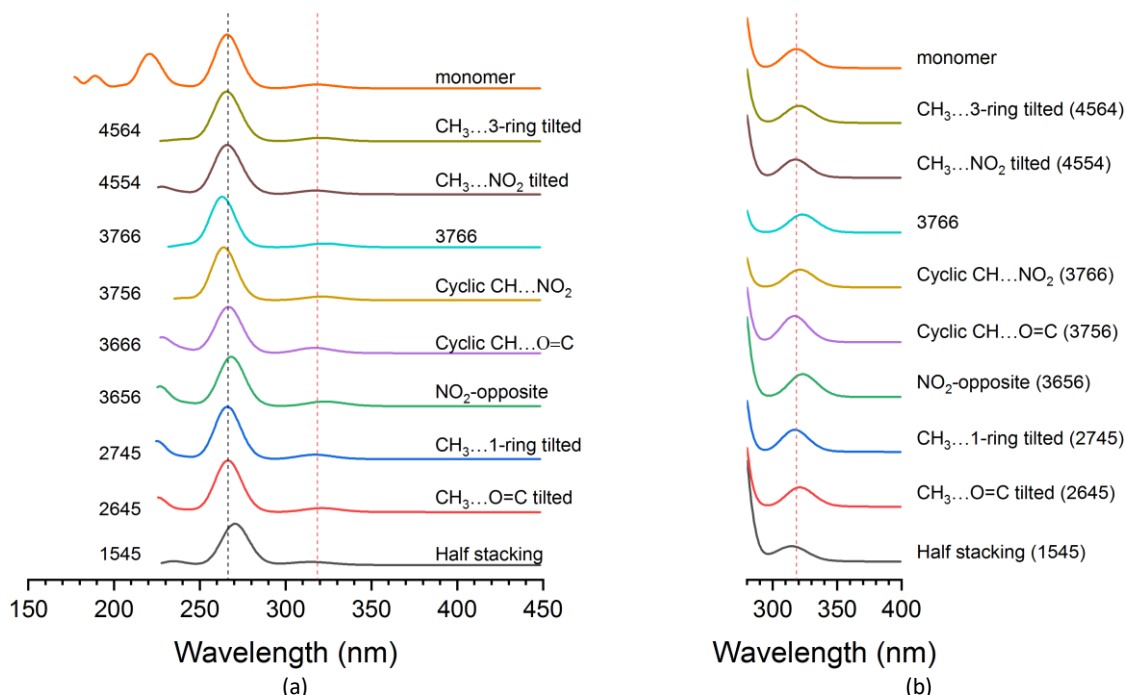 monomer
4564 CH₃...3-ring tilted
4554 CH₃...NO₂ tilted
3766 3766
3756 Cyclic CH...NO₂
3666 Cyclic CH...O=C
3656 NO₂-opposite
2745 CH₃...1-ring tilted
2645 CH₃...O=C tilted
1545 Half stacking
150 200 250 300 350 400 450
Wavelength (nm)
(a)
monomer
CH₃...3-ring tilted (4564)
CH₃...NO₂ tilted (4554)
3766
Cyclic CH...NO₂ (3766)
Cyclic CH...O=C (3756)
NO₂-opposite (3656)
CH₃...1-ring tilted (2745)
CH₃...O=C tilted (2645)
Half stacking (1545)
300 350 400
Wavelength (nm)
(b)